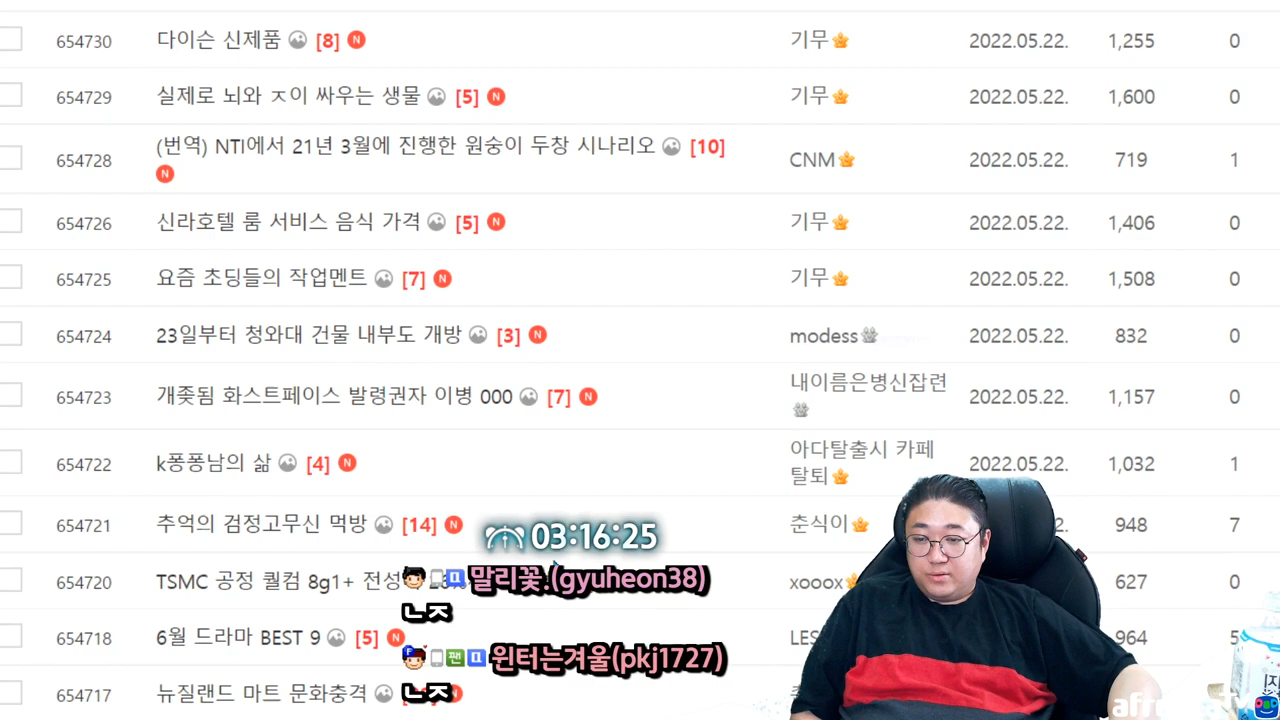 654730 다이슨 신제품 [8] N 기무 2022.05.22. 1,255 0
654729 실제로 뇌와 ㅈ이 싸우는 생물 [5] N 기무 2022.05.22. 1,600 0
(번역) NTI에서 21년 3월에 진행한 원숭이 두창 시나리오 [10]
654728 N CNM 2022.05.22. 719 1
654726 신라호텔 룸 서비스 음식 가격 [5] N 기무 2022.05.22. 1,406 0
654725 요즘 초딩들의 작업멘트 [7] N 기무 2022.05.22. 1,508 0
654724 23일부터 청와대 건물 내부도 개방 [3] N modess 2022.05.22. 832 0
654723 개좆됨 화스트페이스 발령권자 이병 000 [7] N 내이름은병신잡련 2022.05.22. 1,157 0
654722 k퐁퐁남의 삶 [4] N 아다탈출시 카페
탈퇴 2022.05.22. 1,032 1
654721 추억의 검정고무신 먹방 [14] N 춘식이 2. 948 7
03:16:25
654720 TSMC 공정 퀄컴 8g1+ 전성 xooox 627 0
말리꽃.(gyuheon38)
ㄴㅈ
654718 6월 드라마 BEST 9 [5] N LES 964 5
F 팬 윈터는겨울(pkj1727)
654717 뉴질랜드 마트 문화충격 N
ㄴㅈ